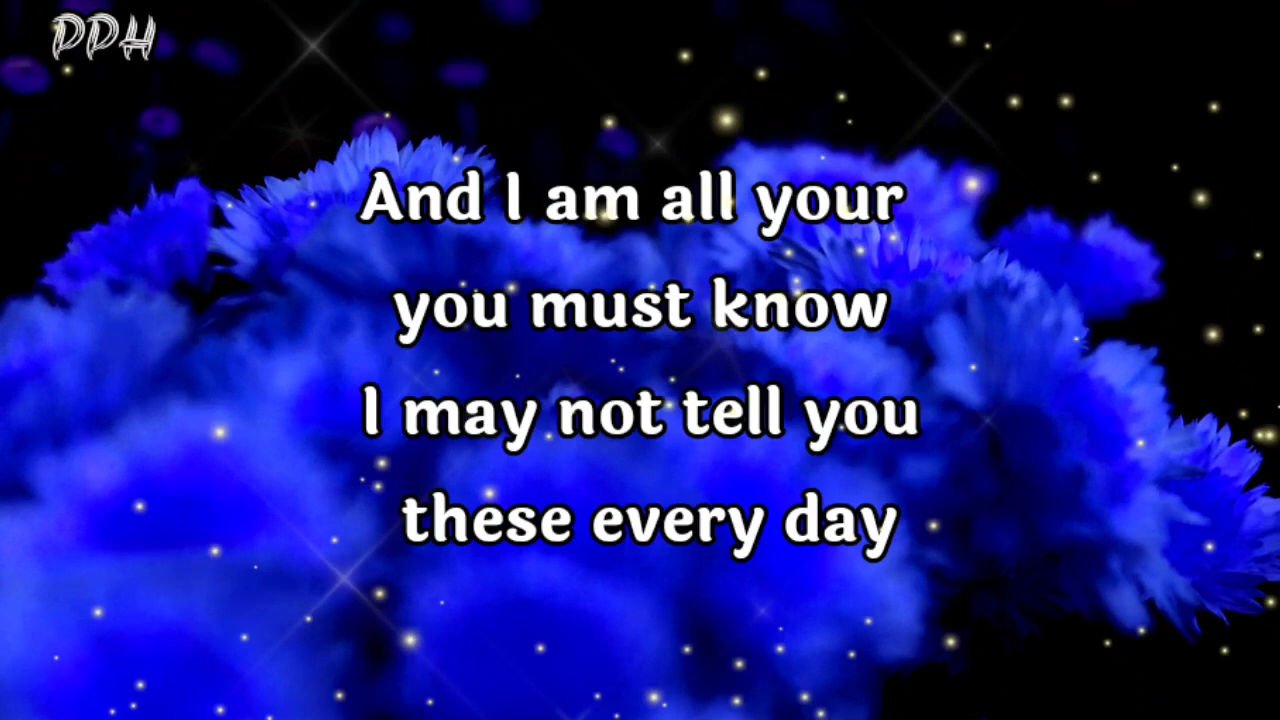 PPH
And I am all your
you must know
I may not tell you
these every day